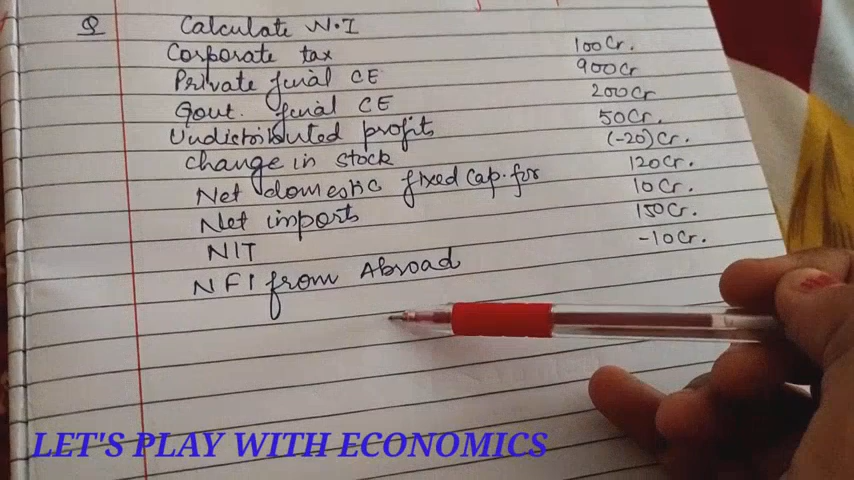 Q Calculate N.I
Corporate tax 100Cr.
Private final CE 900Cr
Govt. final CE 200Cr
Undistributed profit 50Cr.
Change in stock (-20)Cr.
Net domestic fixed cap. for 120Cr.
Net imports 10Cr.
NIT 150Cr.
NFI from Abroad -10Cr.
LET'S PLAY WITH ECONOMICS